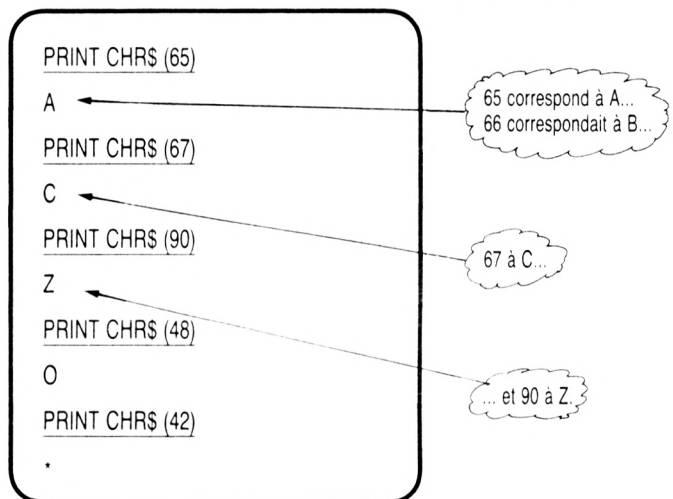 PRINT CHR$ (65)
A
65 correspond à A...
66 correspondait à B...
PRINT CHR$ (67)
C
PRINT CHR$ (90)
67 à C...
Z
PRINT CHR$ (48)
O
... et 90 à Z.
PRINT CHR$ (42)
*